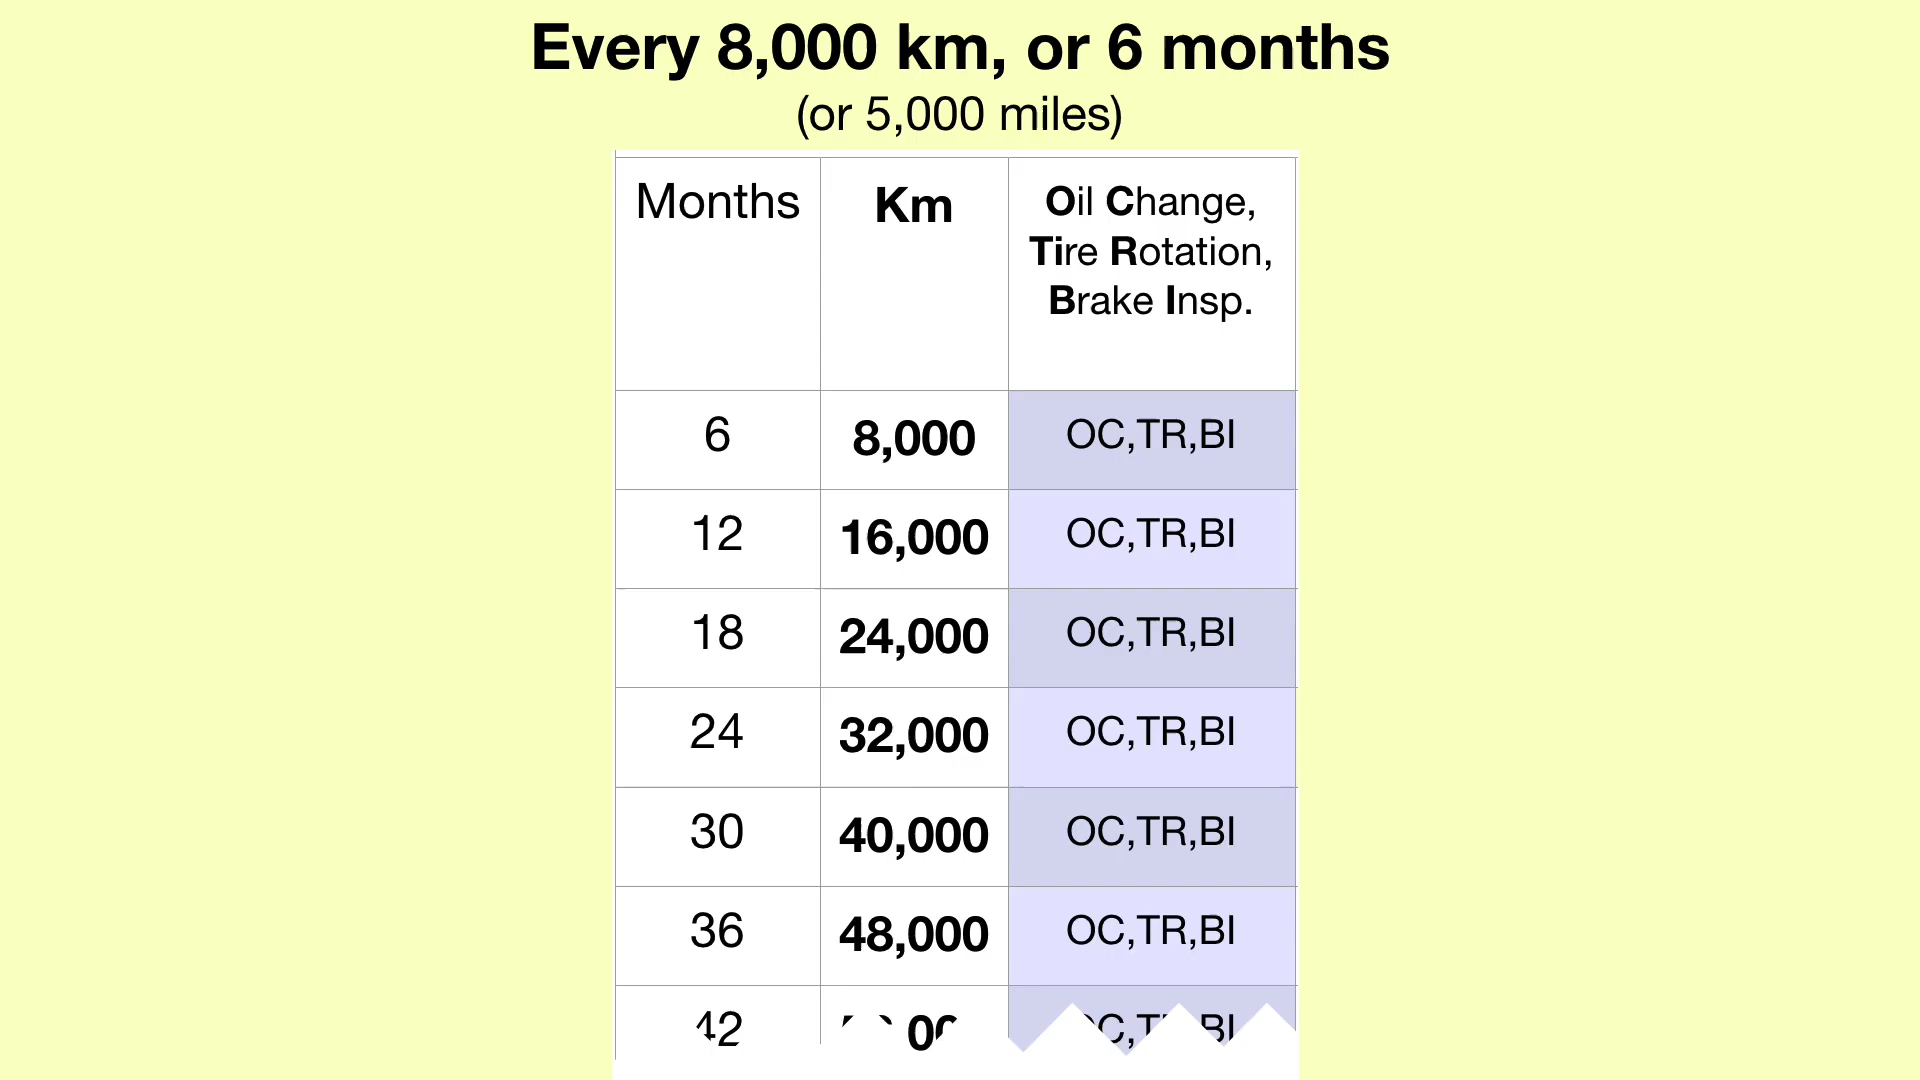 Every 8,000 km, or 6 months
(or 5,000 miles)
Months Km Oil Change,
Tire Rotation,
Brake Insp.
6 8,000 OC,TR,BI
12 16,000 OC,TR,BI
18 24,000 OC,TR,BI
24 32,000 OC,TR,BI
30 40,000 OC,TR,BI
36 48,000 OC,TR,BI
42